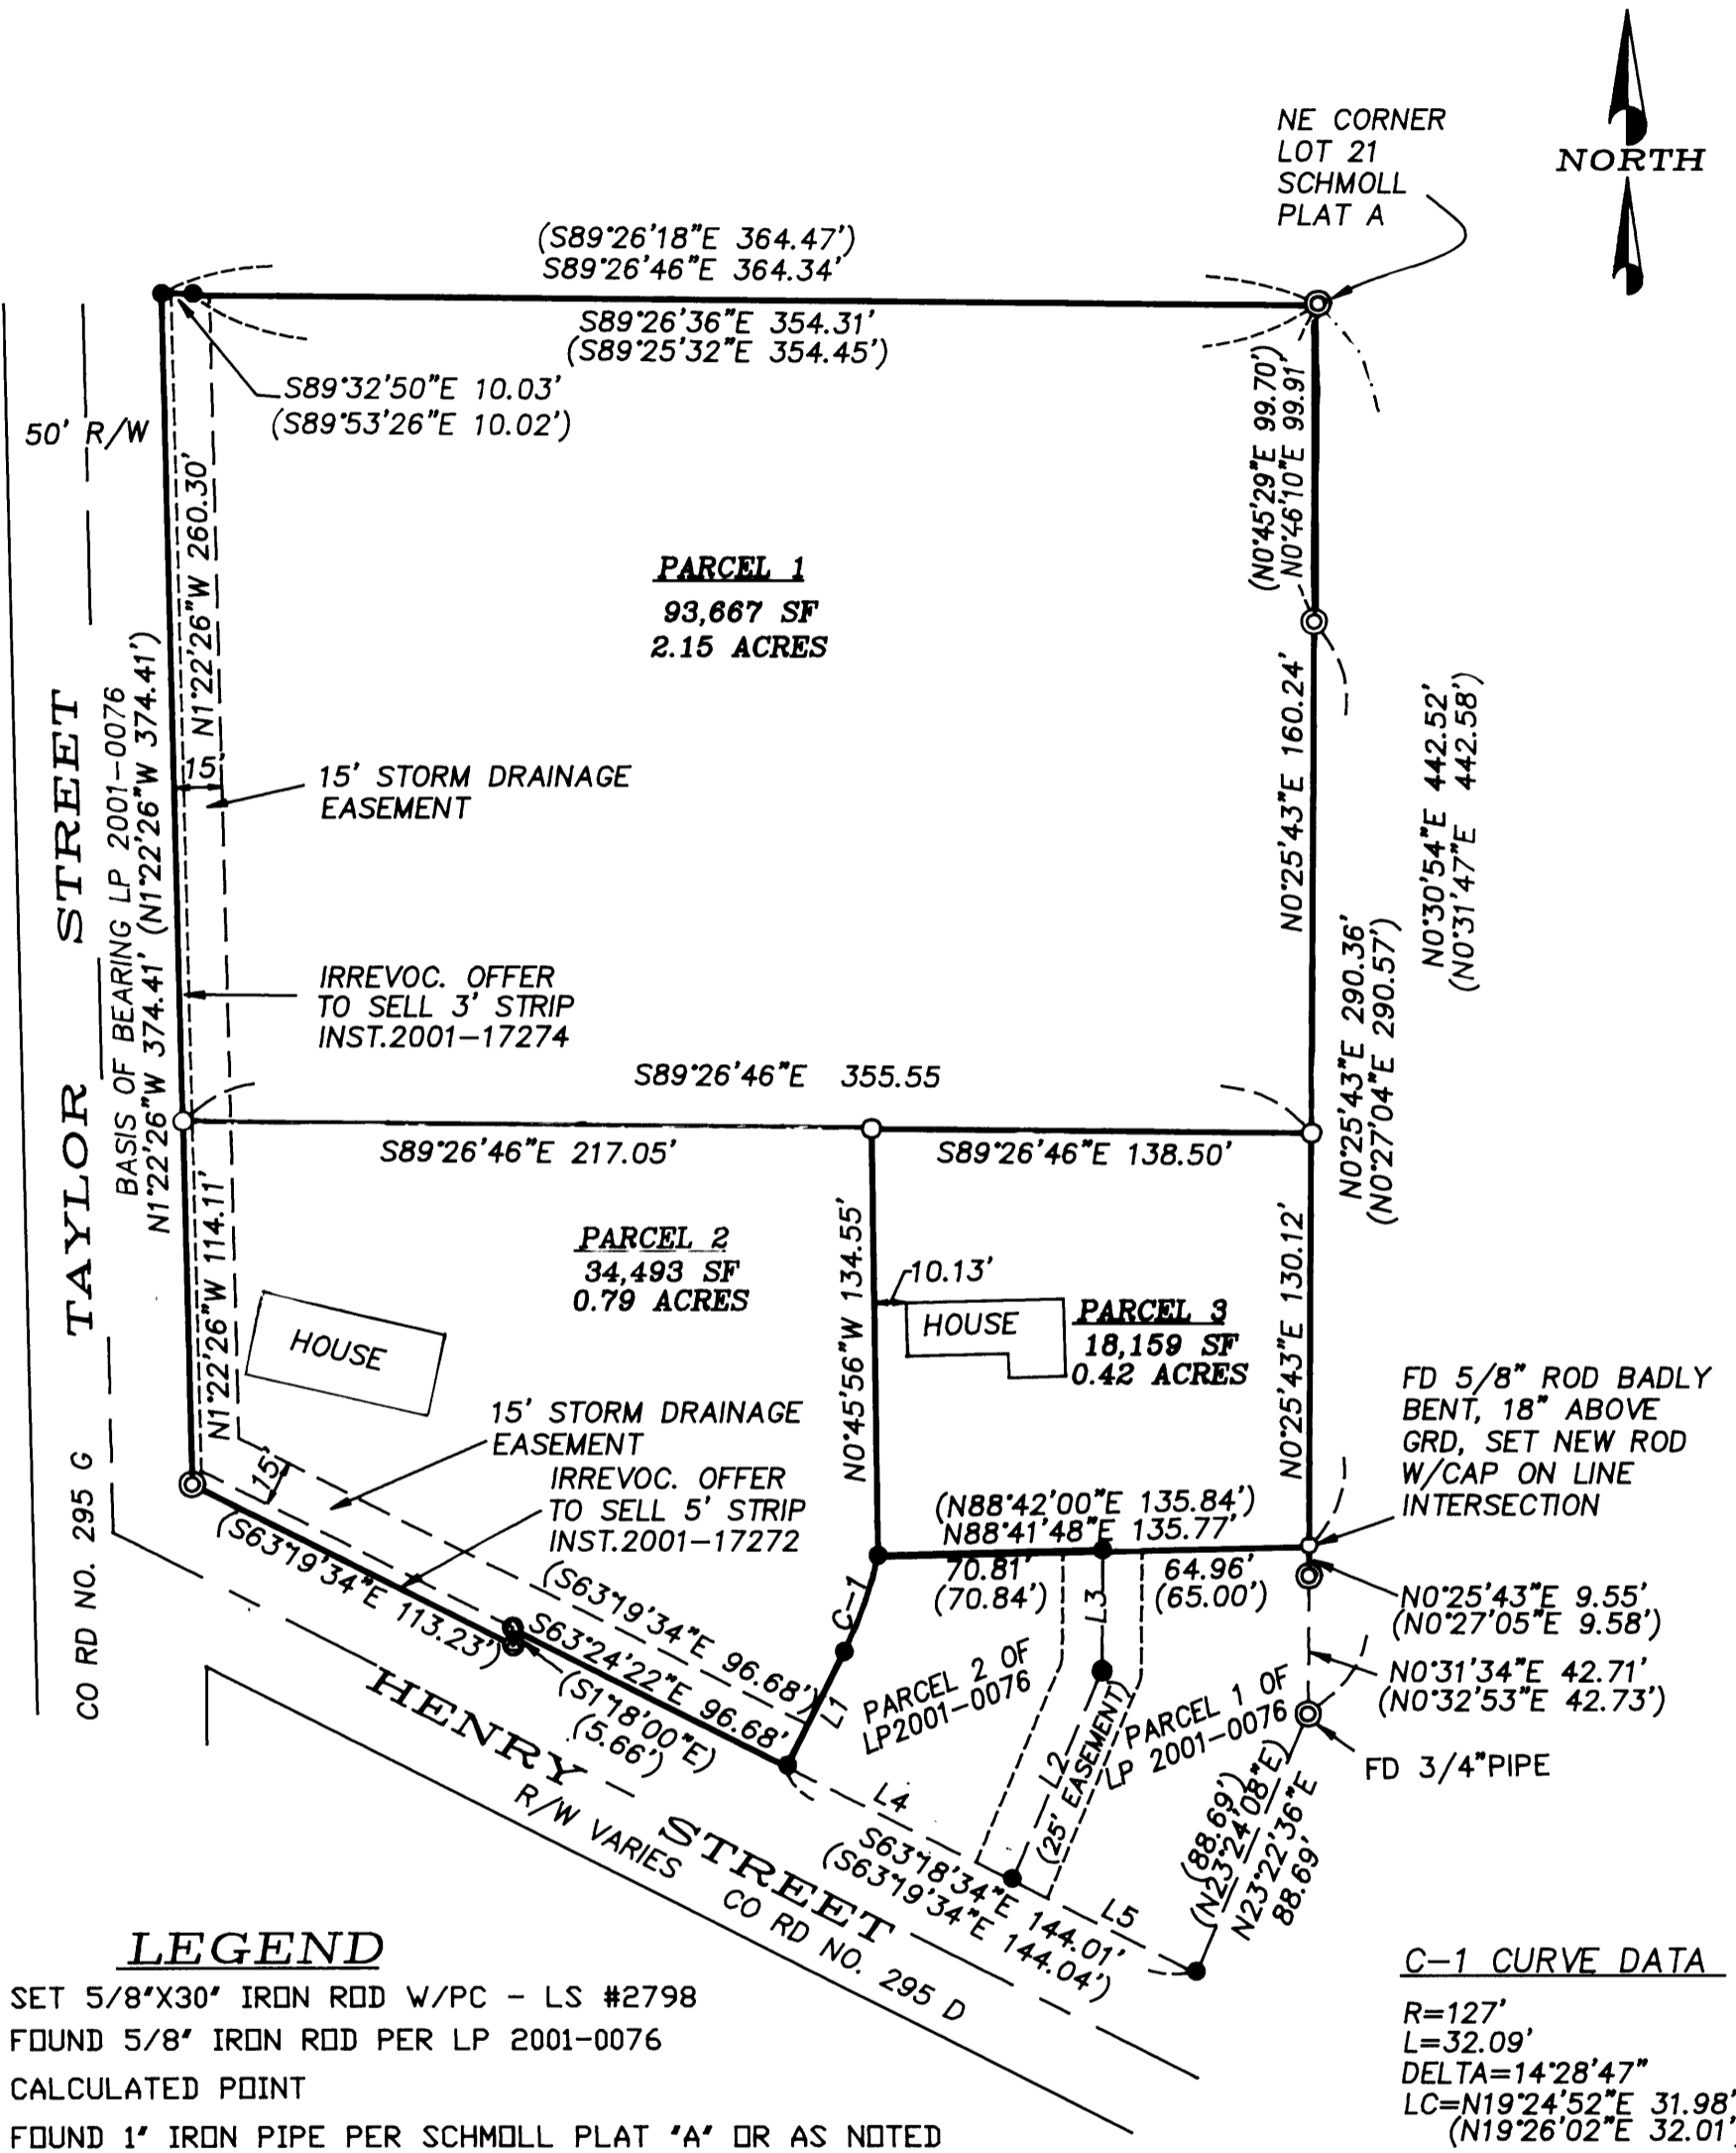 NE CORNER
LOT 21
SCHMOLL
PLAT A
NORTH
(S89°26'18"E 364.47')
S89°26'46"E 364.34'
S89°26'36"E 354.31'
(S89°25'32"E 354.45')
S89°32'50"E 10.03'
(S89°53'26"E 10.02')
50' R/W
N1°22'26"W 260.30'
(N0°45'29"E 99.70')
N0°46'10"E 99.91'
PARCEL 1
93,667 SF
2.15 ACRES
N0°25'43"E 160.24'
N0°30'54"E 442.52'
(N0°31'47"E 442.58')
TAYLOR STREET
BASIS OF BEARING LP 2001-0076
N1°22'26"W 374.41' (N1°22'26"W 374.41')
15'
15' STORM DRAINAGE
EASEMENT
IRREVOC. OFFER
TO SELL 3' STRIP
INST.2001-17274
N0°25'43"E 290.36'
(N0°27'04"E 290.57')
S89°26'46"E 355.55
S89°26'46"E 217.05'
S89°26'46"E 138.50'
N1°22'26"W 114.11'
PARCEL 2
34,493 SF
0.79 ACRES
N0°45'56"W 134.55'
10.13'
HOUSE
PARCEL 3
18,159 SF
0.42 ACRES
N0°25'43"E 130.12'
HOUSE
FD 5/8" ROD BADLY
BENT, 18" ABOVE
GRD, SET NEW ROD
W/CAP ON LINE
INTERSECTION
15' STORM DRAINAGE
EASEMENT
IRREVOC. OFFER
TO SELL 5' STRIP
INST.2001-17272
15'
CO RD NO. 295 G
(N88°42'00"E 135.84')
N88°41'48"E 135.77'
70.81'
(70.84')
64.96'
(65.00')
(S63°19'34"E 113.23')
(S63°19'34"E 96.68')
S63°24'22"E 96.68'
(S1°18'00"E)
(5.66')
C-1
L1
L3
N0°25'43"E 9.55'
(N0°27'05"E 9.58')
N0°31'34"E 42.71'
(N0°32'53"E 42.73')
FD 3/4"PIPE
PARCEL 2 OF
LP2001-0076
PARCEL 1 OF
LP 2001-0076
L2
(25' EASEMENT)
L4
L5
S63°18'34"E 144.01'
(S63°19'34"E 144.04')
(88.69')
(N23°24'08"E)
N23°22'36"E
88.69'
HENRY - STREET
R/W VARIES CO RD NO. 295 D
LEGEND
SET 5/8"X30" IRON ROD W/PC - LS #2798
FOUND 5/8" IRON ROD PER LP 2001-0076
CALCULATED POINT
FOUND 1" IRON PIPE PER SCHMOLL PLAT "A" OR AS NOTED
C-1 CURVE DATA
R=127'
L=32.09'
DELTA=14°28'47"
LC=N19°24'52"E 31.98'
(N19°26'02"E 32.01'